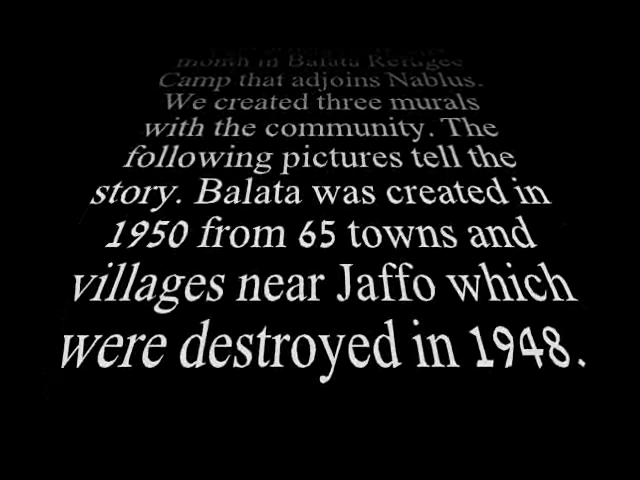 month in Balata Refugee
Camp that adjoins Nablus.
We created three murals
with the community. The
following pictures tell the
story. Balata was created in
1950 from 65 towns and
villages near Jaffo which
were destroyed in 1948.